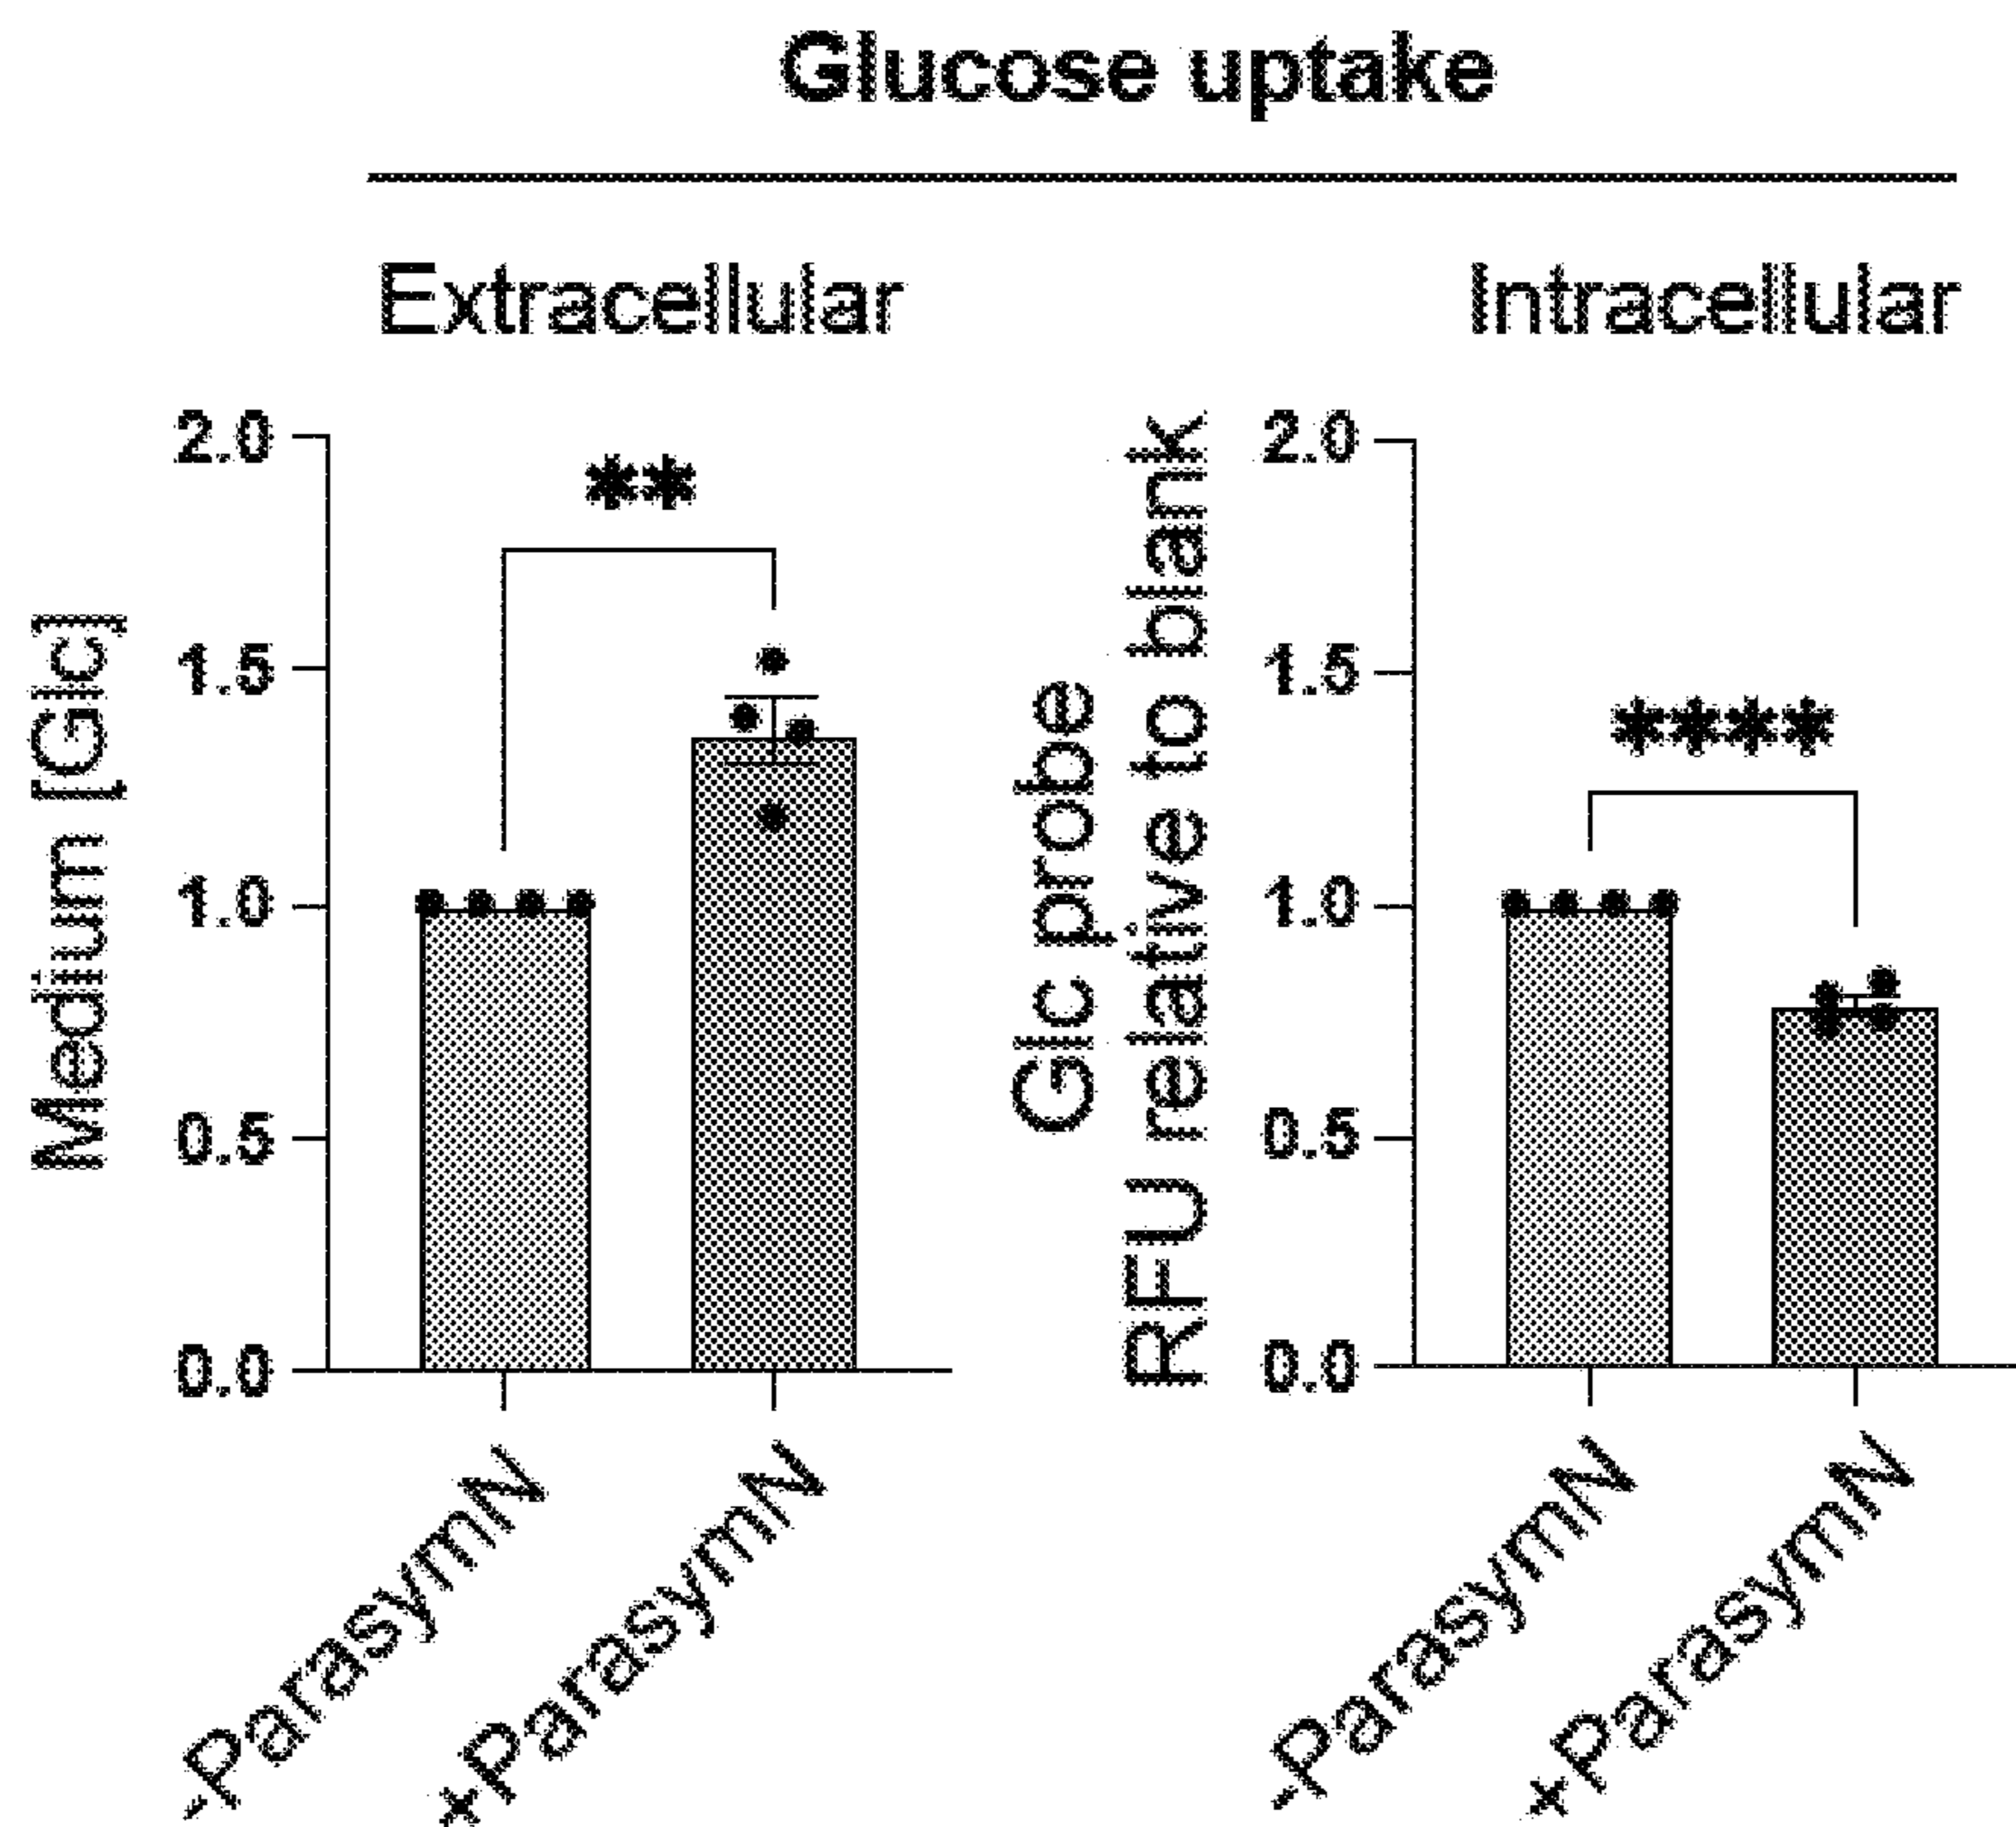 Glucose uptake
Extracellular
Medium [Glc]
2.0
**
1.5
1.0
0.5
0.0
-ParasymN
+ParasymN
Intracellular
Glc probe
RFU relative to blank
2.0
1.5
****
1.0
0.5
0.0
-ParasymN
+ParasymN